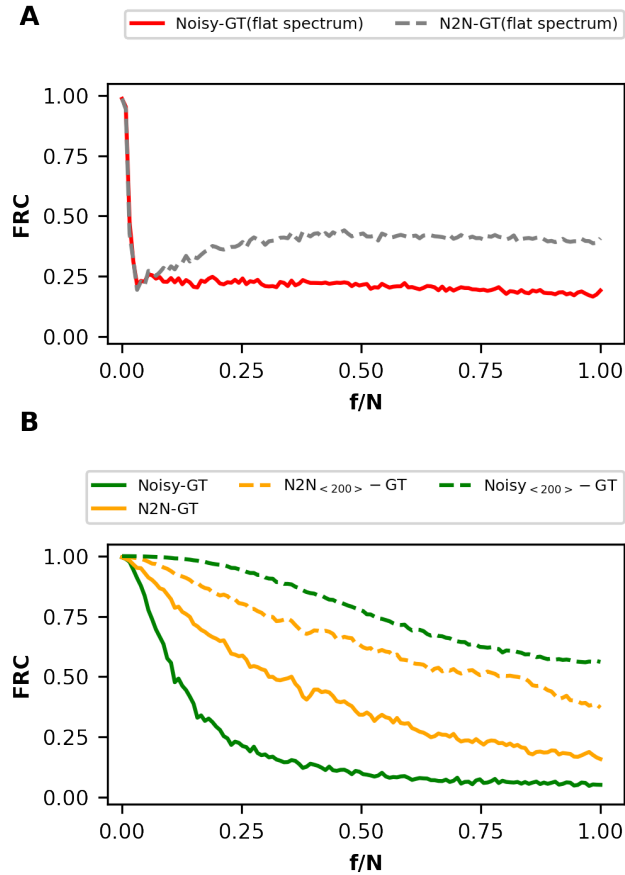 A
Noisy-GT(flat spectrum) N2N-GT(flat spectrum)
1.00
0.75
0.50
0.25
0.00
FRC
0.00 0.25 0.50 0.75 1.00
f/N
B
Noisy-GT N2N<200> − GT Noisy<200> − GT
N2N-GT
1.00
0.75
0.50
0.25
0.00
FRC
0.00 0.25 0.50 0.75 1.00
f/N